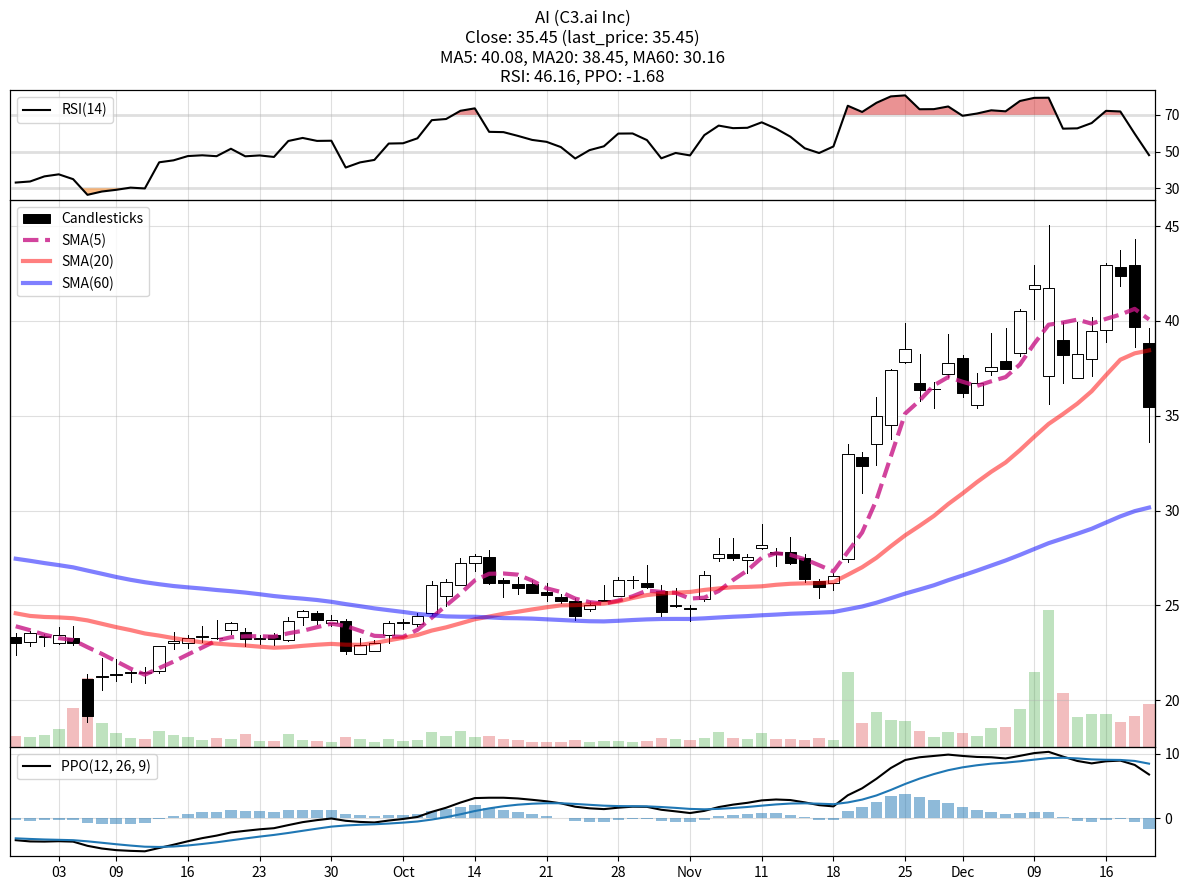 AI (C3.ai Inc)
Close: 35.45 (last_price: 35.45)
MA5: 40.08, MA20: 38.45, MA60: 30.16
RSI: 46.16, PPO: -1.68
RSI(14)
70
50
30
Candlesticks
SMA(5)
SMA(20)
SMA(60)
45
40
35
30
25
20
PPO(12, 26, 9)
10
0
03 09 16 23 30 Oct 14 21 28 Nov 11 18 25 Dec 09 16